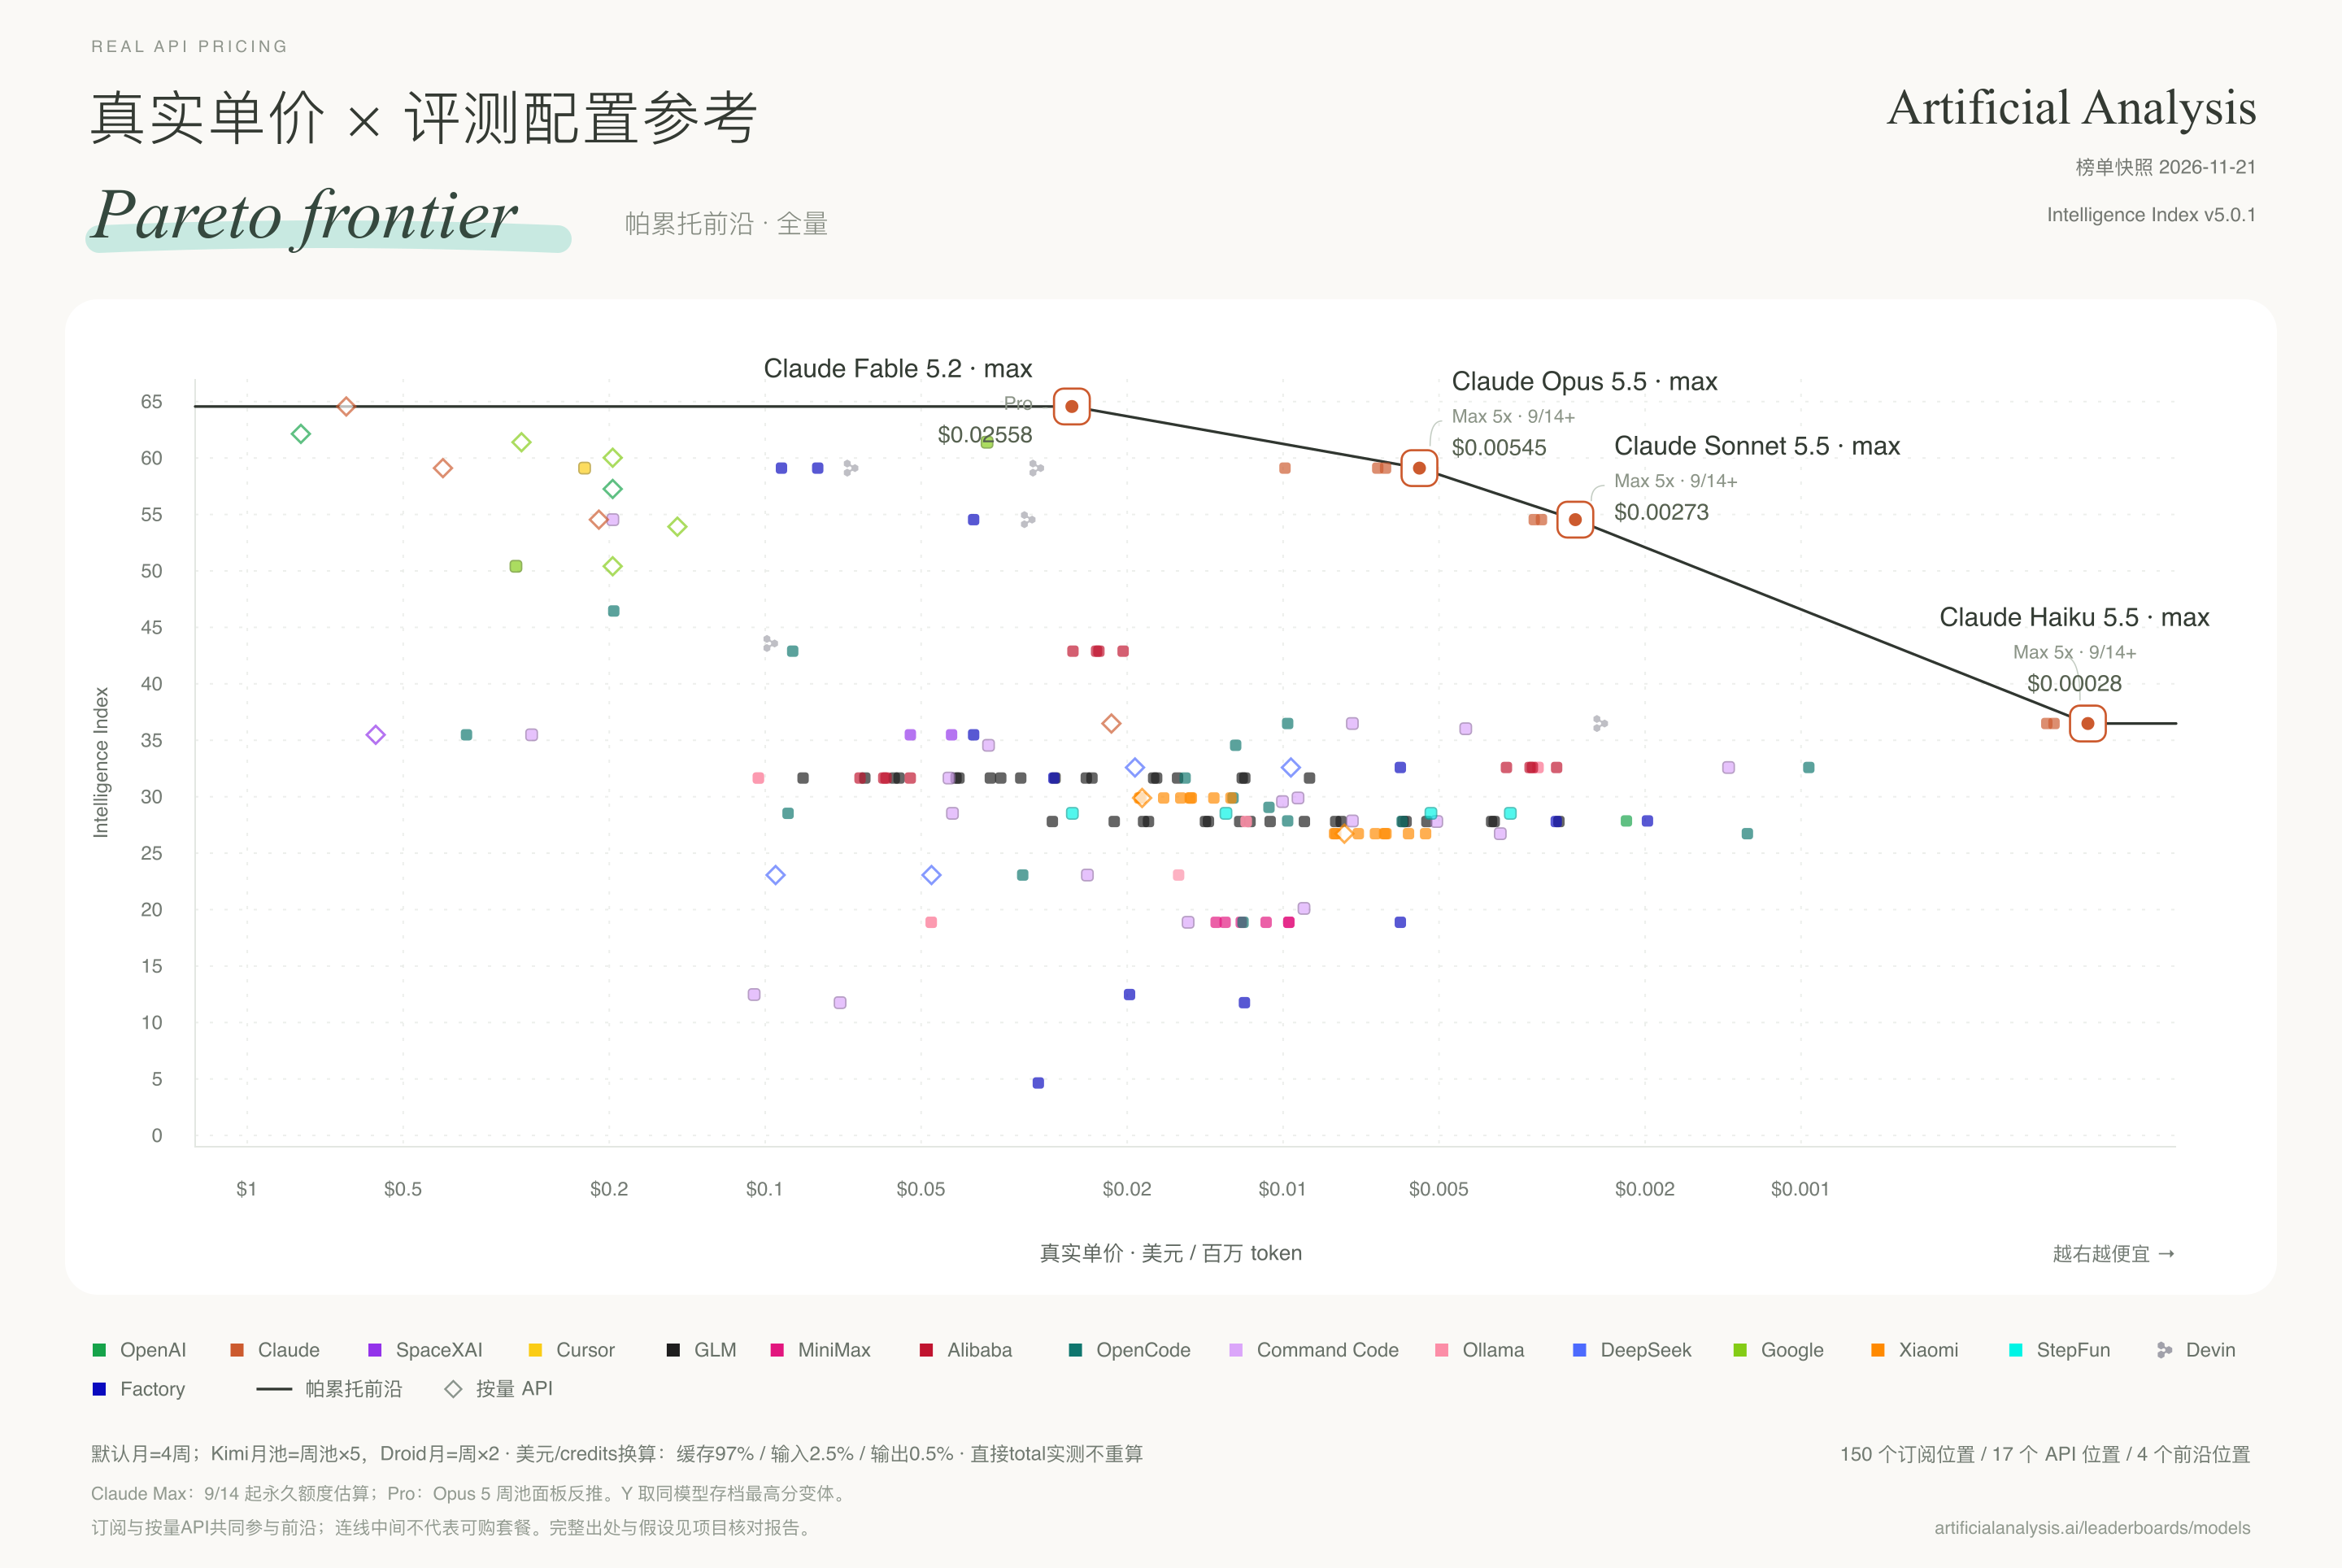 REAL API PRICING
真实单价 × 评测配置参考
Pareto frontier
帕累托前沿 · 全量
Artificial Analysis
榜单快照 2026-11-21
Intelligence Index v5.0.1
Claude Fable 5.2 · max
Pro
$0.02558
Claude Opus 5.5 · max
Max 5x · 9/14+
$0.00545
Claude Sonnet 5.5 · max
Max 5x · 9/14+
$0.00273
Claude Haiku 5.5 · max
Max 5x · 9/14+
$0.00028
Intelligence Index
65
60
55
50
45
40
35
30
25
20
15
10
5
0
$1
$0.5
$0.2
$0.1
$0.05
$0.02
$0.01
$0.005
$0.002
$0.001
真实单价 · 美元 / 百万 token
越右越便宜 →
OpenAI
Claude
SpaceXAI
Cursor
GLM
MiniMax
Alibaba
OpenCode
Command Code
Ollama
DeepSeek
Google
Xiaomi
StepFun
Devin
Factory
帕累托前沿
按量 API
默认月=4周；Kimi月池=周池×5，Droid月=周×2 · 美元/credits换算：缓存97% / 输入2.5% / 输出0.5% · 直接total实测不重算
150 个订阅位置 / 17 个 API 位置 / 4 个前沿位置
Claude Max：9/14 起永久额度估算；Pro：Opus 5 周池面板反推。Y 取同模型存档最高分变体。
订阅与按量API共同参与前沿；连线中间不代表可购套餐。完整出处与假设见项目核对报告。
artificialanalysis.ai/leaderboards/models